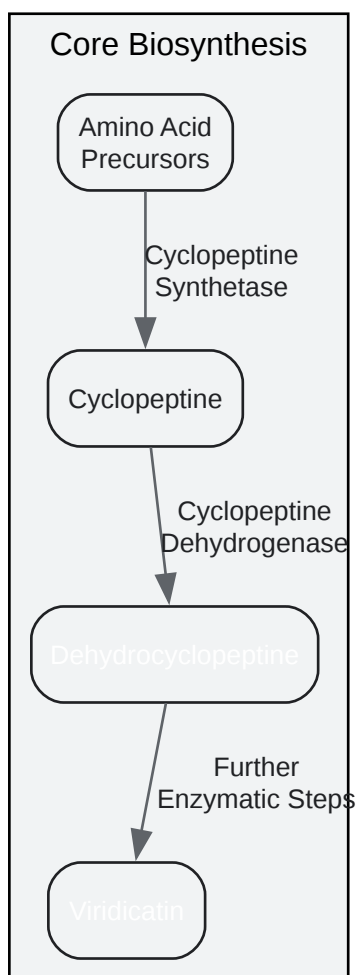 Core Biosynthesis
Amino Acid
Precursors
Cyclopeptine
Synthetase
Cyclopeptine
Cyclopeptine
Dehydrogenase
Dehydrocyclopeptine
Further
Enzymatic Steps
Viridicatin